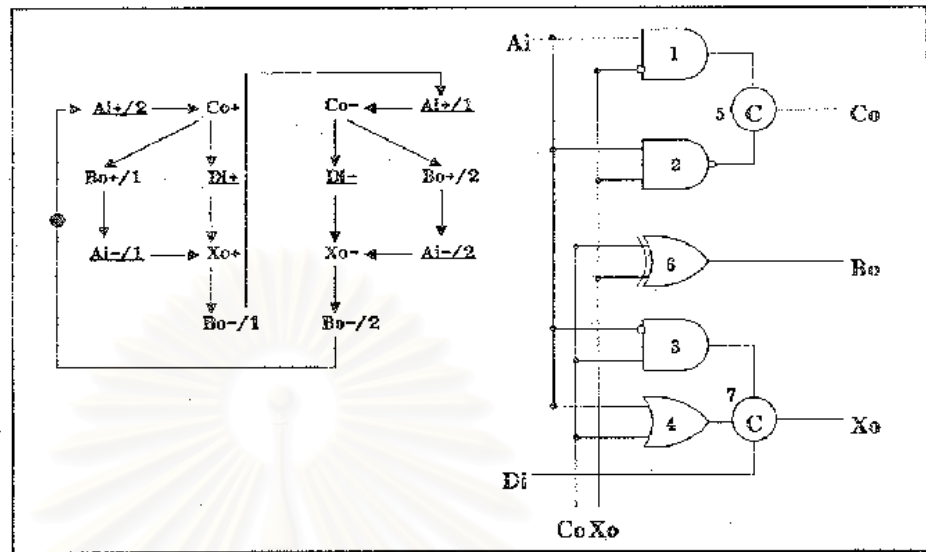 Ai
1
5
C
Co
2
Ai+/2
Co+
Co-
Ai+/1
Bo+/1
Di+
Di-
Bo+/2
Ai-/1
Xo+
Xo-
Ai-/2
Bo-/1
Bo-/2
6
Bo
3
7
4
C
Xo
Di
Co Xo